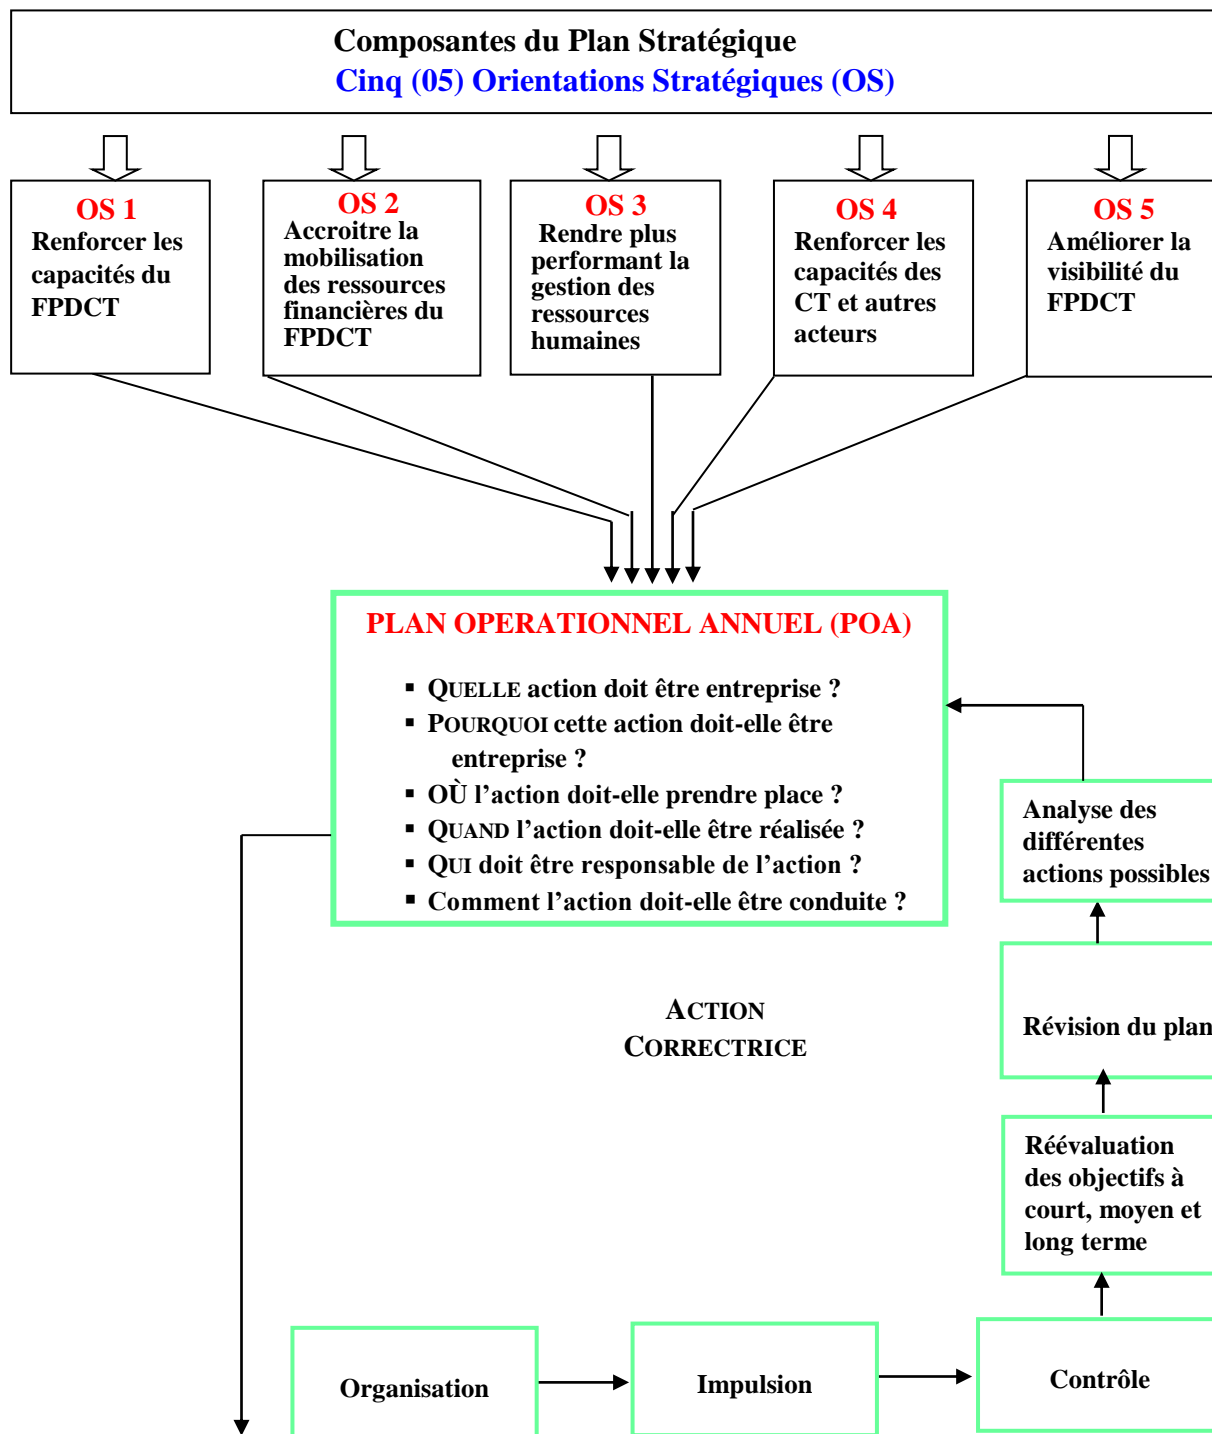 Composantes du Plan Stratégique
Cinq (05) Orientations Stratégiques (OS)
OS 1
Renforcer les
capacités du
FPDCT
OS 2
Accroitre la
mobilisation
des ressources
financières du
FPDCT
OS 3
Rendre plus
performant la
gestion des
ressources
humaines
OS 4
Renforcer les
capacités des
CT et autres
acteurs
OS 5
Améliorer la
visibilité du
FPDCT
PLAN OPERATIONNEL ANNUEL (POA)
▪ QUELLE action doit être entreprise ?
▪ POURQUOI cette action doit-elle être
entreprise ?
▪ OÙ l’action doit-elle prendre place ?
▪ QUAND l’action doit-elle être réalisée ?
▪ QUI doit être responsable de l’action ?
▪ Comment l’action doit-elle être conduite ?
Analyse des
différentes
actions possibles
ACTION
CORRECTRICE
Révision du plan
Réévaluation
des objectifs à
court, moyen et
long terme
Organisation
Impulsion
Contrôle